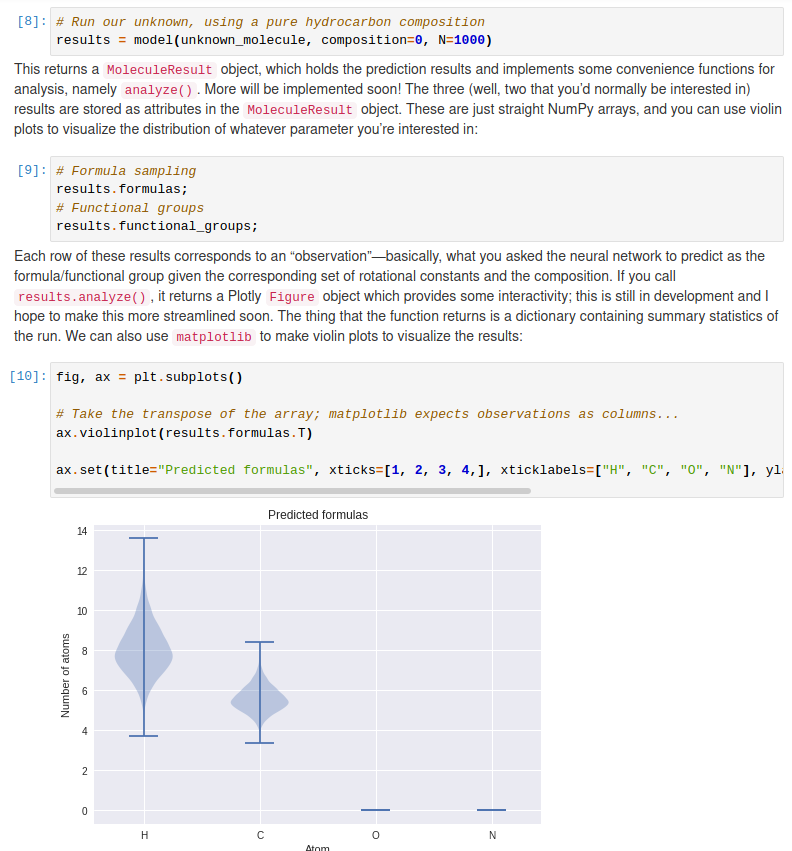 [8]: # Run our unknown, using a pure hydrocarbon composition
results = model(unknown_molecule, composition=0, N=1000)
This returns a MoleculeResult object, which holds the prediction results and implements some convenience functions for
analysis, namely analyze() . More will be implemented soon! The three (well, two that you’d normally be interested in)
results are stored as attributes in the MoleculeResult object. These are just straight NumPy arrays, and you can use violin
plots to visualize the distribution of whatever parameter you’re interested in:
[9]: # Formula sampling
results.formulas;
# Functional groups
results.functional_groups;
Each row of these results corresponds to an “observation”—basically, what you asked the neural network to predict as the
formula/functional group given the corresponding set of rotational constants and the composition. If you call
results.analyze() , it returns a Plotly Figure object which provides some interactivity; this is still in development and I
hope to make this more streamlined soon. The thing that the function returns is a dictionary containing summary statistics of
the run. We can also use matplotlib to make violin plots to visualize the results:
[10]: fig, ax = plt.subplots()
# Take the transpose of the array; matplotlib expects observations as columns...
ax.violinplot(results.formulas.T)
ax.set(title="Predicted formulas", xticks=[1, 2, 3, 4,], xticklabels=["H", "C", "O", "N"], yl
Predicted formulas
14
12
10
8
6
4
2
0
Number of atoms
H C O N
Atom